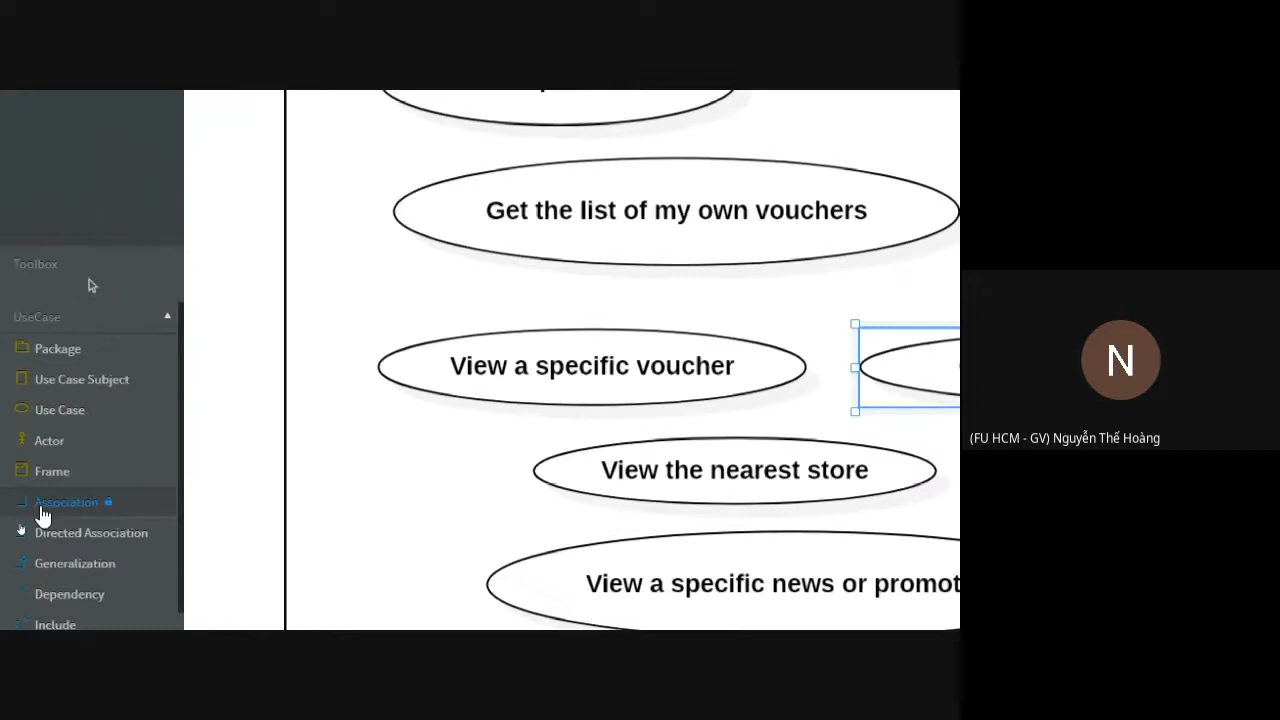 Get the list of my own vouchers
Toolbox
UseCase
Package
Use Case Subject
Use Case
Actor
Frame
Association
Directed Association
Generalization
Dependency
Include
View a specific voucher
View the nearest store
View a specific news or promot
N
(FU HCM - GV) Nguyễn Thế Hoàng